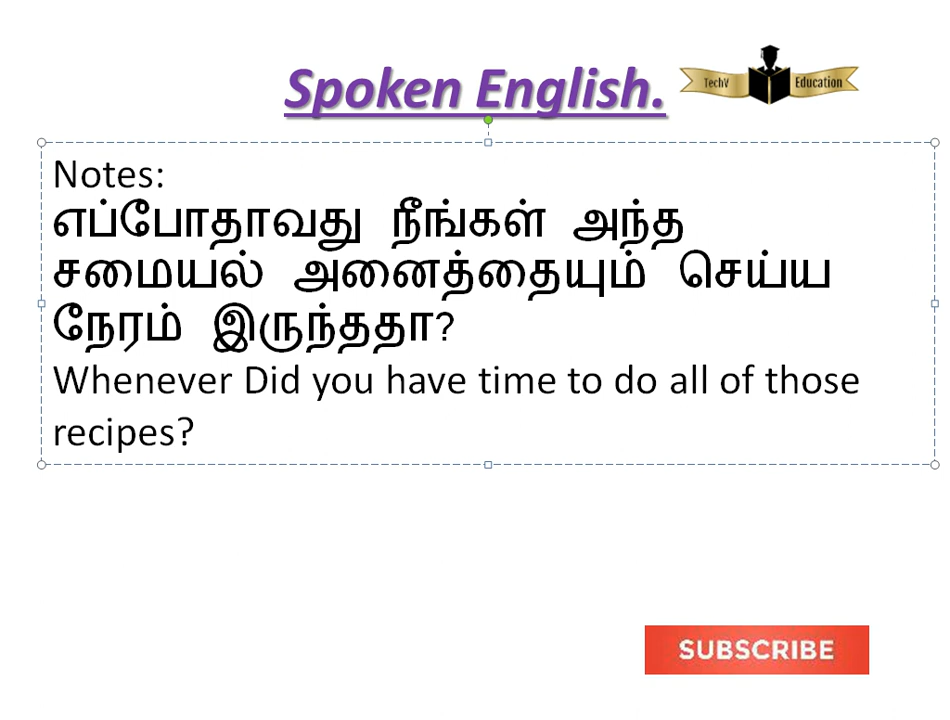 Spoken English.
TechV Education
Notes:
எப்போதாவது நீங்கள் அந்த
சமையல் அனைத்தையும் செய்ய
நேரம் இருந்ததா?
Whenever Did you have time to do all of those
recipes?
SUBSCRIBE